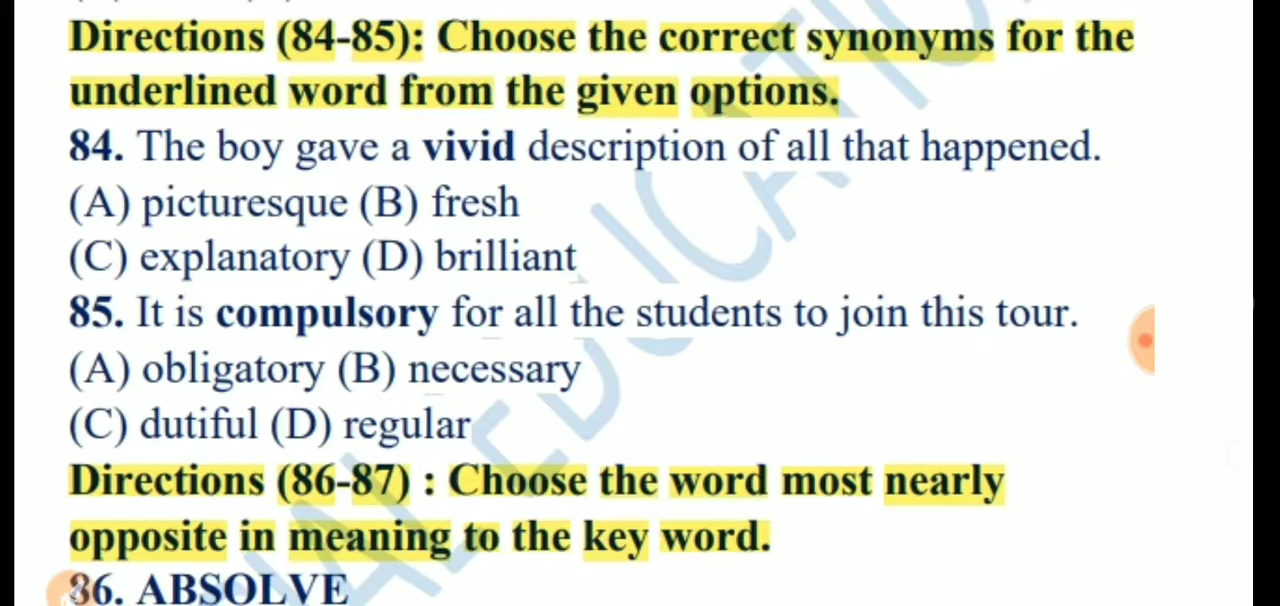 Directions (84-85): Choose the correct synonyms for the
underlined word from the given options.
84. The boy gave a vivid description of all that happened.
(A) picturesque (B) fresh
(C) explanatory (D) brilliant
85. It is compulsory for all the students to join this tour.
(A) obligatory (B) necessary
(C) dutiful (D) regular
Directions (86-87) : Choose the word most nearly
opposite in meaning to the key word.
86. ABSOLVE